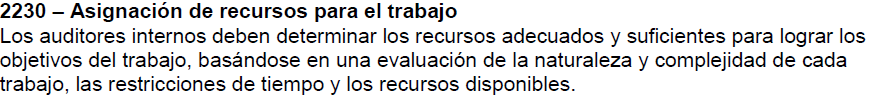 2230 – Asignación de recursos para el trabajo
Los auditores internos deben determinar los recursos adecuados y suficientes para lograr los
objetivos del trabajo, basándose en una evaluación de la naturaleza y complejidad de cada
trabajo, las restricciones de tiempo y los recursos disponibles.